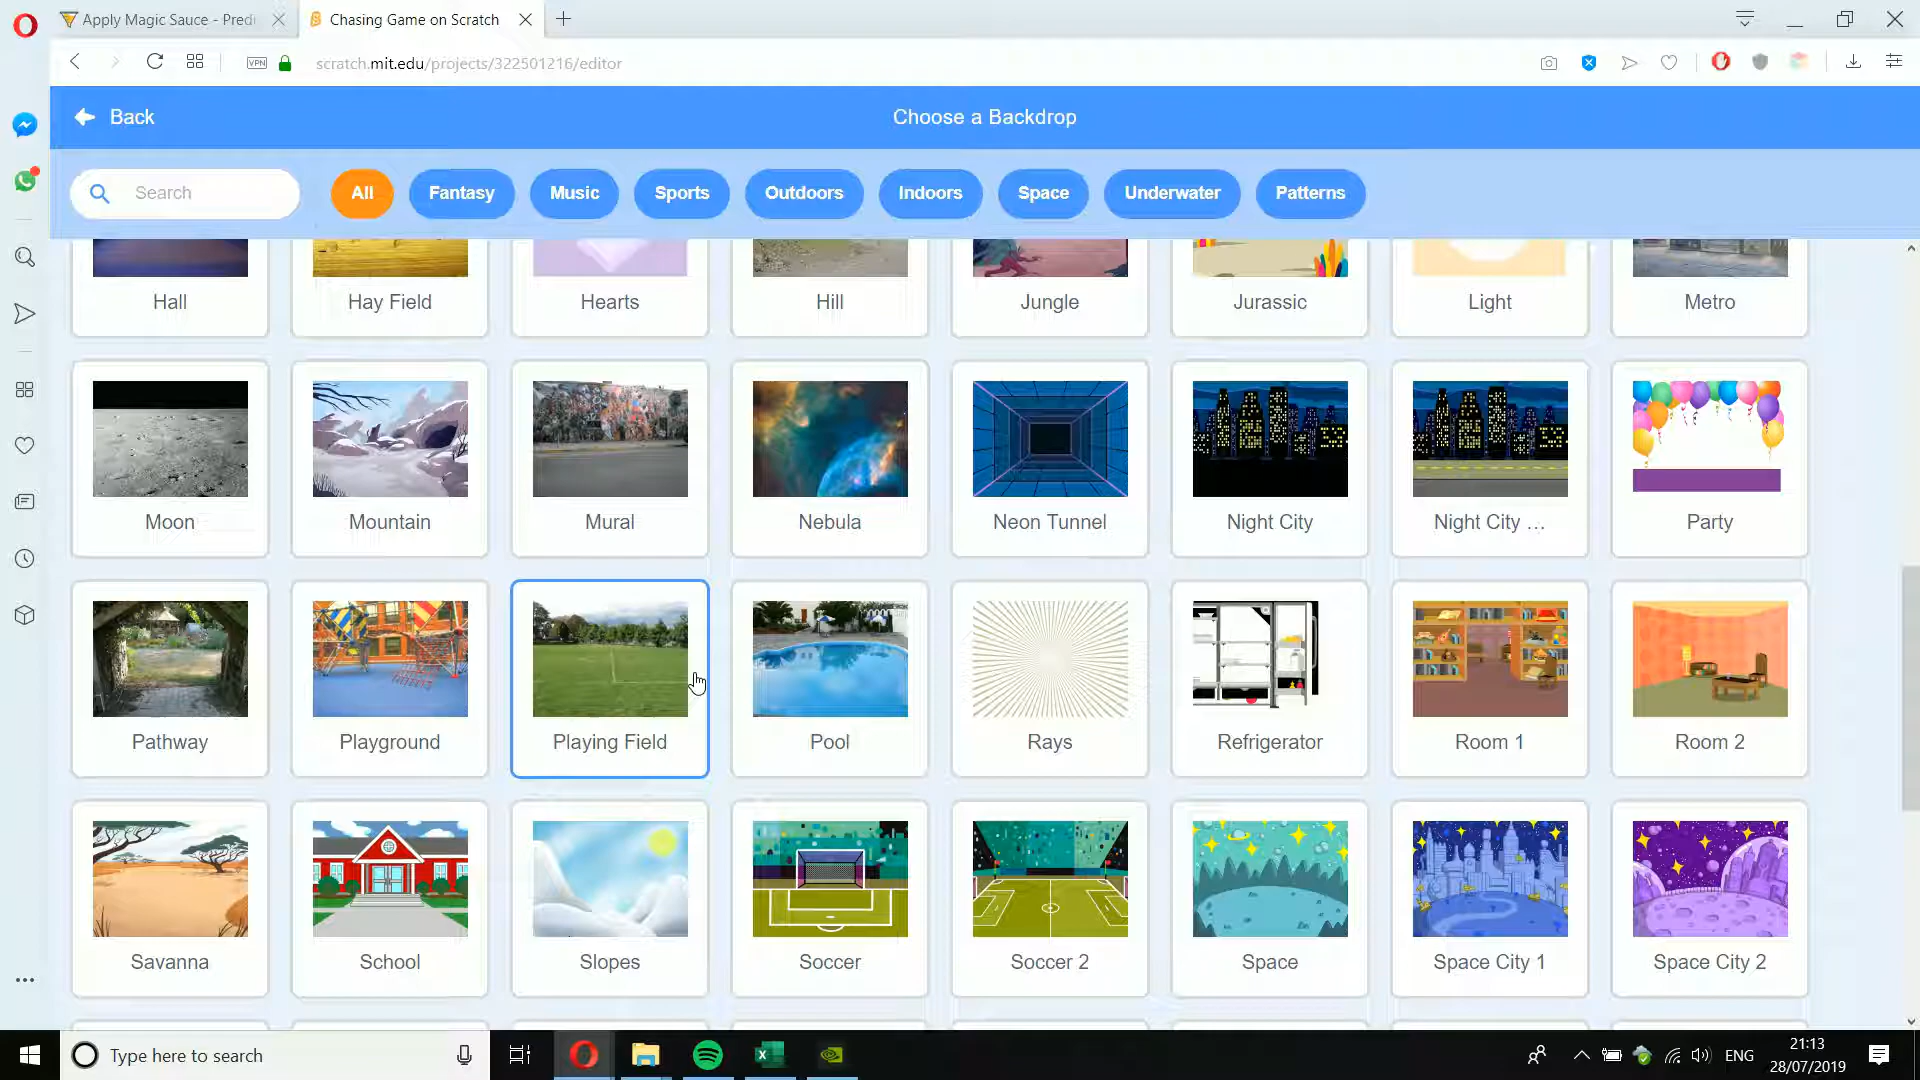 Apply Magic Sauce - Predi
Chasing Game on Scratch
VPN
scratch.mit.edu/projects/322501216/editor
Back
Choose a Backdrop
Search
All
Fantasy
Music
Sports
Outdoors
Indoors
Space
Underwater
Patterns
Hall
Hay Field
Hearts
Hill
Jungle
Jurassic
Light
Metro
Moon
Mountain
Mural
Nebula
Neon Tunnel
Night City
Night City ...
Party
Pathway
Playground
Playing Field
Pool
Rays
Refrigerator
Room 1
Room 2
Savanna
School
Slopes
Soccer
Soccer 2
Space
Space City 1
Space City 2
Type here to search
ENG
21:13
28/07/2019